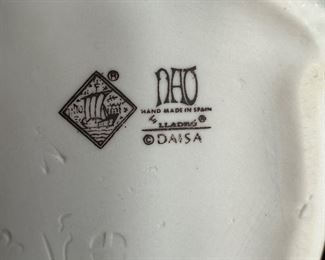 ®
NAO
HAND MADE IN SPAIN
by LLADRÓ®
© DAISA